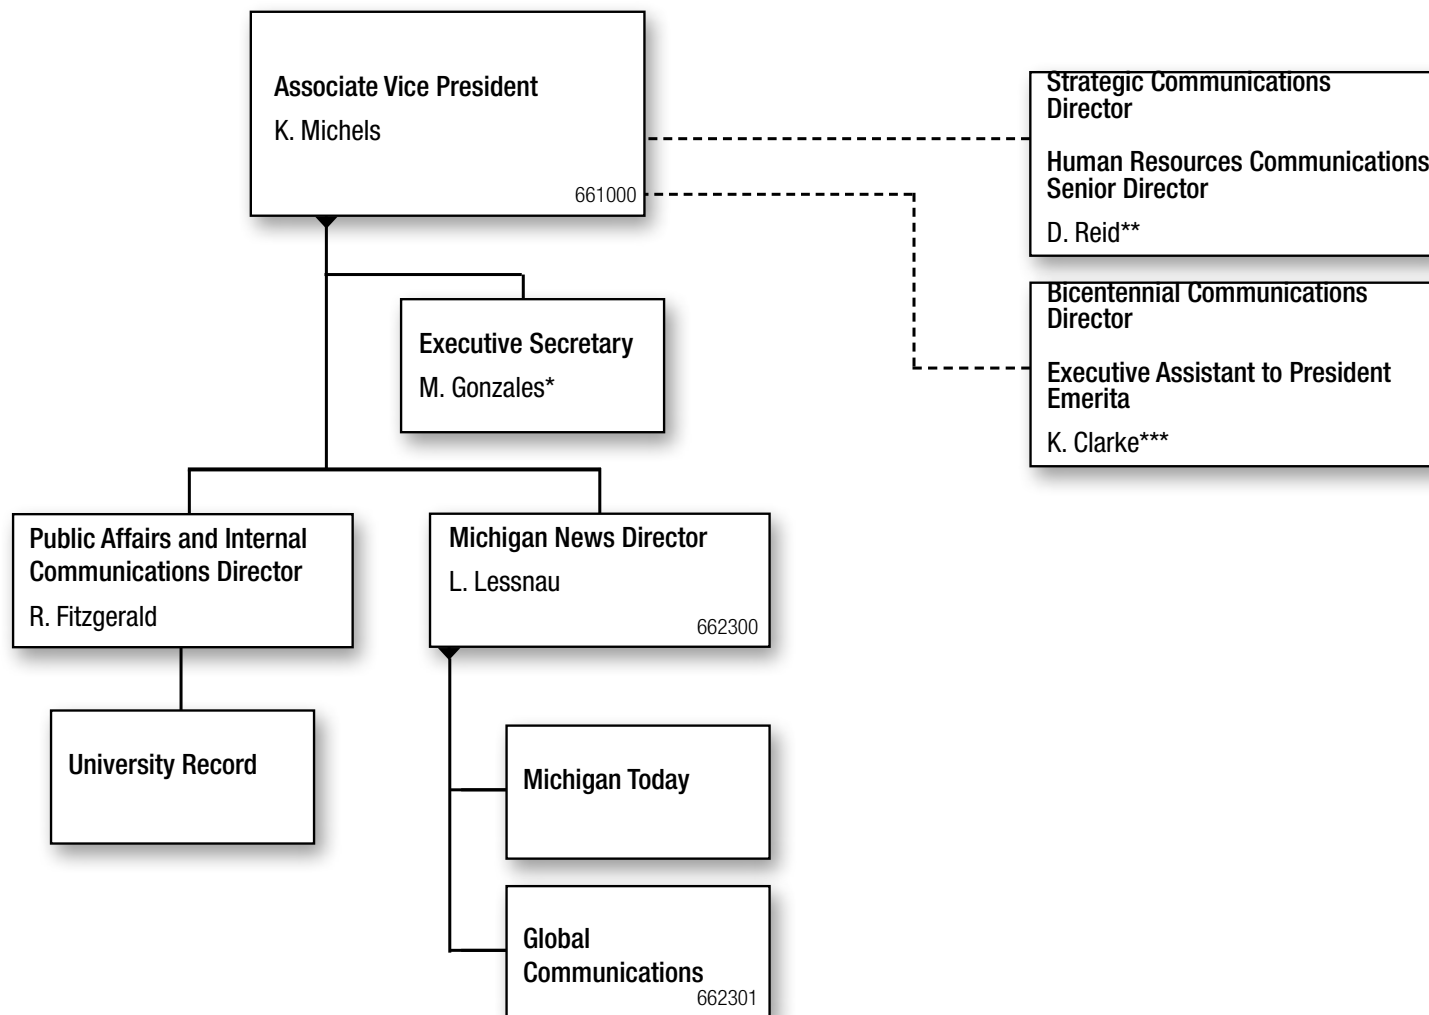 Associate Vice President
K. Michels
661000
Strategic Communications
Director
Human Resources Communications
Senior Director
D. Reid**
Bicentennial Communications
Director
Executive Assistant to President
Emerita
K. Clarke***
Executive Secretary
M. Gonzales*
Public Affairs and Internal
Communications Director
R. Fitzgerald
Michigan News Director
L. Lessnau
662300
University Record
Michigan Today
Global
Communications
662301